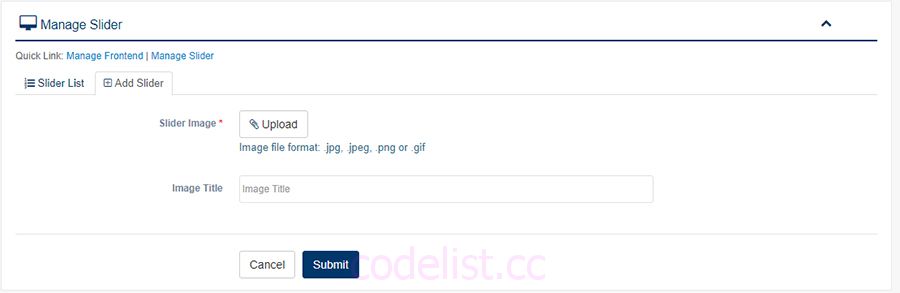 Manage Slider
Quick Link: Manage Frontend | Manage Slider
Slider List Add Slider
Slider Image * Upload
Image file format: .jpg, .jpeg, .png or .gif
Image Title Image Title
Cancel Submit codelist.cc